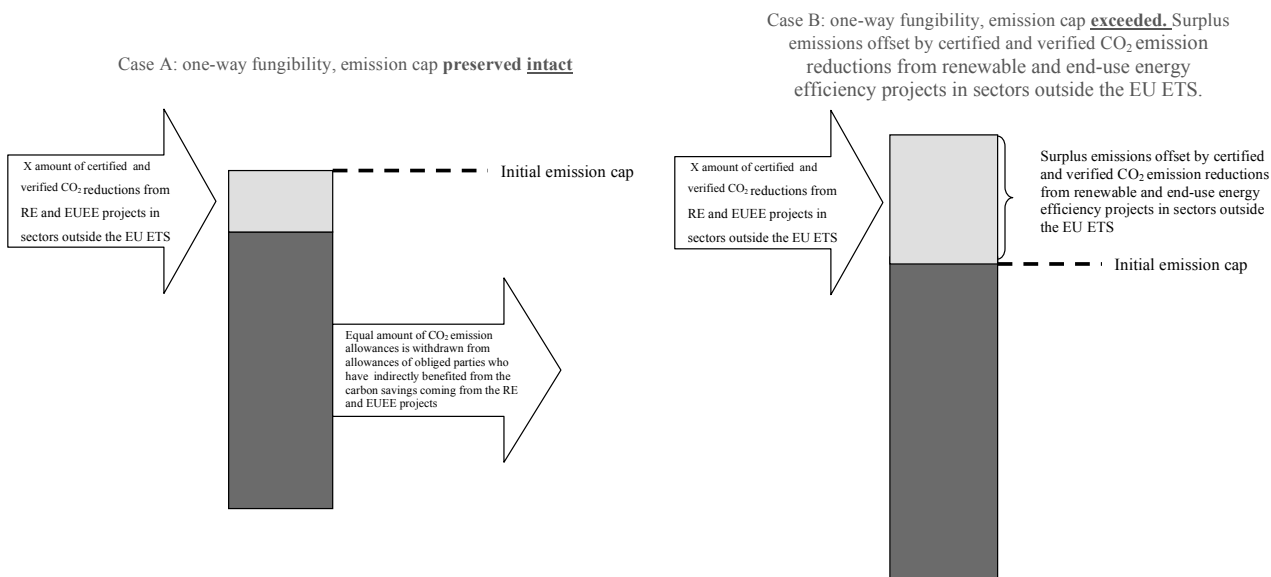 Case A: one-way fungibility, emission cap preserved intact
X amount of certified and
verified CO₂ reductions from
RE and EUEE projects in
sectors outside the EU ETS
Initial emission cap
Equal amount of CO₂ emission
allowances is withdrawn from
allowances of obliged parties who
have indirectly benefited from the
carbon savings coming from the RE
and EUEE projects
Case B: one-way fungibility, emission cap exceeded. Surplus
emissions offset by certified and verified CO₂ emission
reductions from renewable and end-use energy
efficiency projects in sectors outside the EU ETS.
X amount of certified and
verified CO₂ reductions from
RE and EUEE projects in
sectors outside the EU ETS
Surplus emissions offset by certified
and verified CO₂ emission reductions
from renewable and end-use energy
efficiency projects in sectors outside
the EU ETS
Initial emission cap